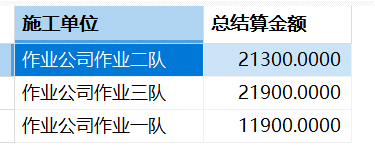 施工单位 总结算金额
作业公司作业二队 21300.0000
作业公司作业三队 21900.0000
作业公司作业一队 11900.0000